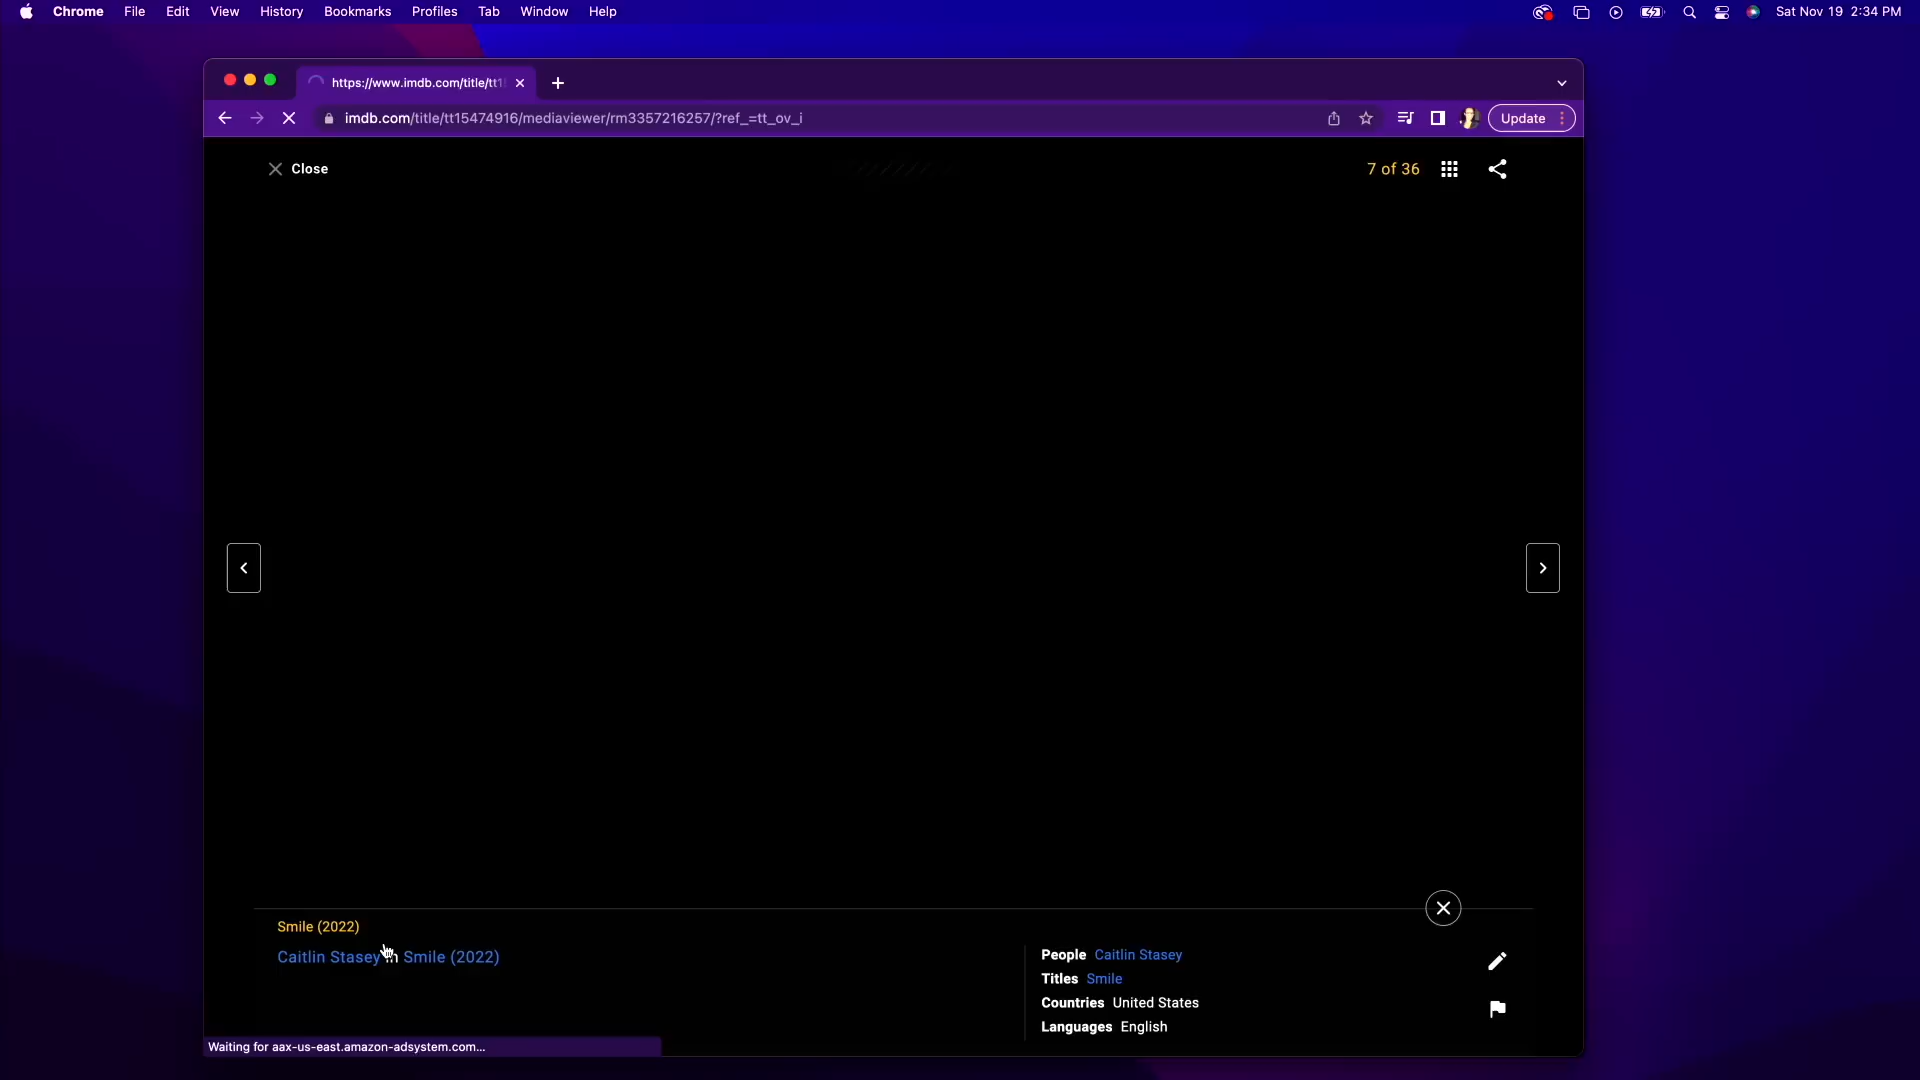 Chrome File Edit View History Bookmarks Profiles Tab Window Help Sat Nov 19 2:34 PM
https://www.imdb.com/title/tt1
imdb.com/title/tt15474916/mediaviewer/rm3357216257/?ref_=tt_ov_i Update
Close 7 of 36
Smile (2022)
Caitlin Stasey in Smile (2022)
People Caitlin Stasey
Titles Smile
Countries United States
Languages English
Waiting for aax-us-east.amazon-adsystem.com...